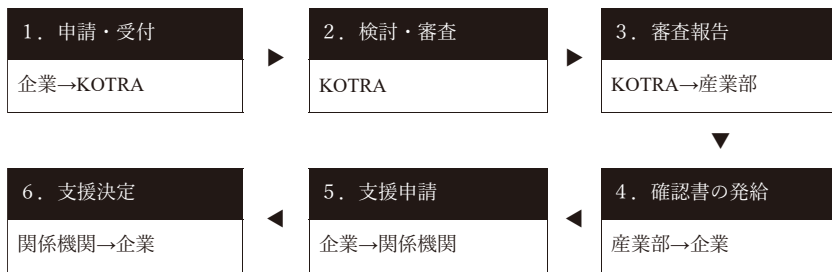 1．申請・受付
企業→KOTRA
▶
2．検討・審査
KOTRA
▶
3．審査報告
KOTRA→産業部
▼
4．確認書の発給
産業部→企業
◀
5．支援申請
企業→関係機関
◀
6．支援決定
関係機関→企業